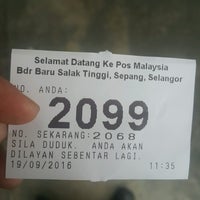 Selamat Datang Ke Pos Malaysia
Bdr Baru Salak Tinggi, Sepang, Selangor
NO. ANDA:
2099
NO. SEKARANG:2068
SILA DUDUK. ANDA AKAN
DILAYAN SEBENTAR LAGI.
19/09/2016 11:35